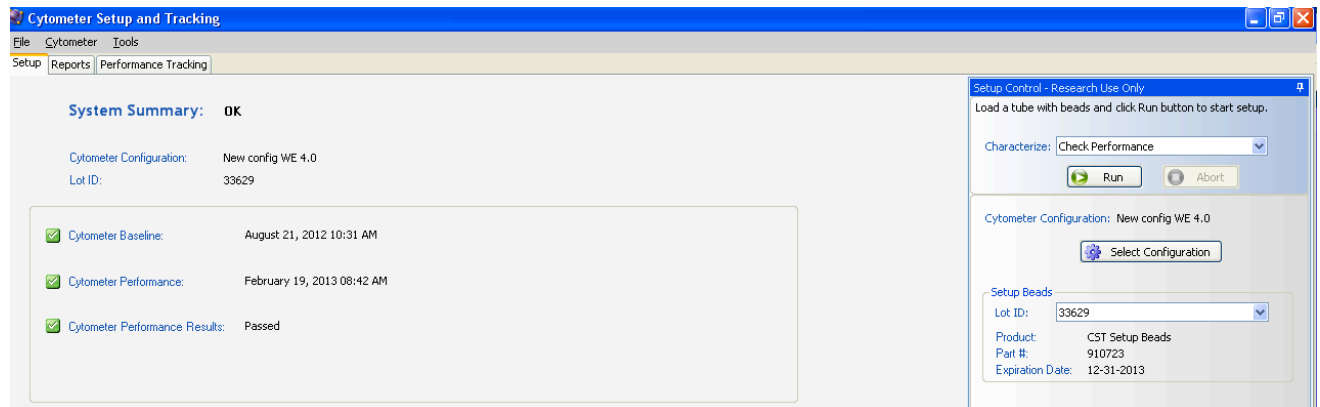 Cytometer Setup and Tracking
File Cytometer Tools
Setup Reports Performance Tracking
System Summary: OK
Cytometer Configuration: New config WE 4.0
Lot ID: 33629
Cytometer Baseline: August 21, 2012 10:31 AM
Cytometer Performance: February 19, 2013 08:42 AM
Cytometer Performance Results: Passed
Setup Control - Research Use Only
Load a tube with beads and click Run button to start setup.
Characterize: Check Performance
Run Abort
Cytometer Configuration: New config WE 4.0
Select Configuration
Setup Beads
Lot ID: 33629
Product: CST Setup Beads
Part #: 910723
Expiration Date: 12-31-2013